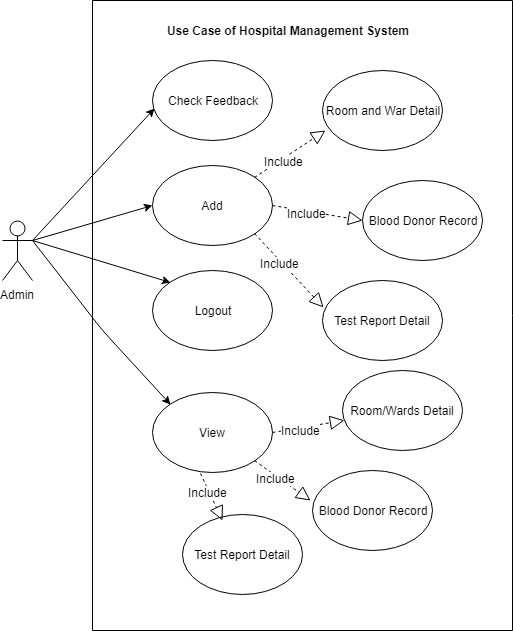 Use Case of Hospital Management System
Check Feedback
Room and War Detail
Include
Add
Include
Blood Donor Record
Include
Admin
Logout
Test Report Detail
Room/Wards Detail
View
Include
Include
Include
Blood Donor Record
Test Report Detail